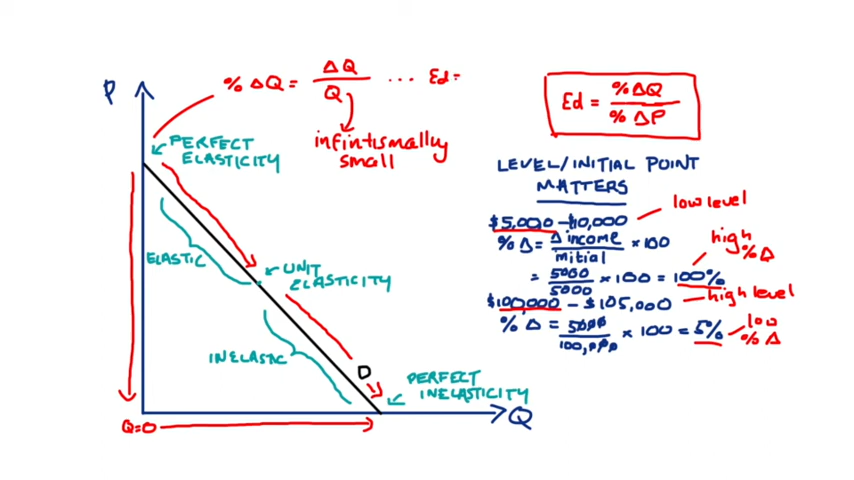 P
% ΔQ = ΔQ/Q ... Ed =
infinitismallly
small
PERFECT
ELASTICITY
ELASTIC
UNIT
ELASTICITY
INELASTIC
D
PERFECT
INELASTICITY
Q=0
Q
Ed = %ΔQ/%ΔP
LEVEL/INITIAL POINT
MATTERS
$5,000 - $10,000
low level
% Δ = Δ income/initial × 100
high
% Δ
= 5000/5000 × 100 = 100%
$100,000 - $105,000
high level
% Δ = 5000/100,000 × 100 = 5%
low
% Δ